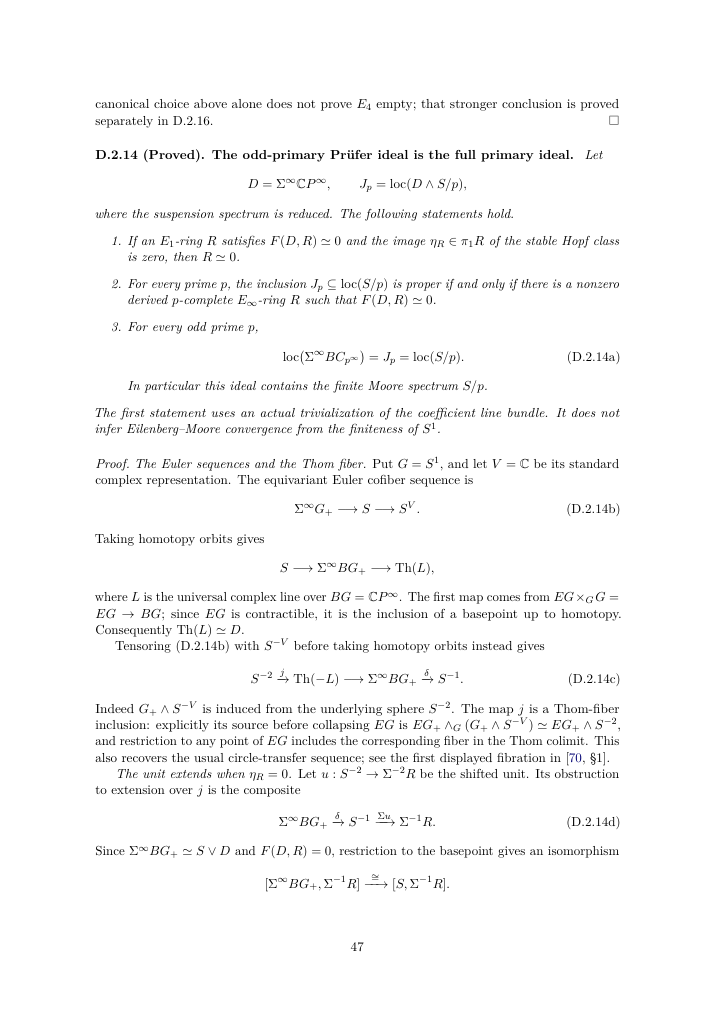 canonical choice above alone does not prove E₄ empty; that stronger conclusion is proved
separately in D.2.16. □
D.2.14 (Proved). The odd-primary Prüfer ideal is the full primary ideal. Let
D = Σ^∞ℂP^∞, J_p = loc(D ∧ S/p),
where the suspension spectrum is reduced. The following statements hold.
1. If an E₁-ring R satisfies F(D, R) ≃ 0 and the image η_R ∈ π₁R of the stable Hopf class
is zero, then R ≃ 0.
2. For every prime p, the inclusion J_p ⊆ loc(S/p) is proper if and only if there is a nonzero
derived p-complete E_∞-ring R such that F(D, R) ≃ 0.
3. For every odd prime p,
loc(Σ^∞BC_{p^∞}) = J_p = loc(S/p). (D.2.14a)
In particular this ideal contains the finite Moore spectrum S/p.
The first statement uses an actual trivialization of the coefficient line bundle. It does not
infer Eilenberg–Moore convergence from the finiteness of S¹.
Proof. The Euler sequences and the Thom fiber. Put G = S¹, and let V = ℂ be its standard
complex representation. The equivariant Euler cofiber sequence is
Σ^∞G₊ ⟶ S ⟶ S^V. (D.2.14b)
Taking homotopy orbits gives
S ⟶ Σ^∞BG₊ ⟶ Th(L),
where L is the universal complex line over BG = ℂP^∞. The first map comes from EG×_G G =
EG → BG; since EG is contractible, it is the inclusion of a basepoint up to homotopy.
Consequently Th(L) ≃ D.
Tensoring (D.2.14b) with S^{−V} before taking homotopy orbits instead gives
S^{−2} →^j Th(−L) ⟶ Σ^∞BG₊ →^δ S^{−1}. (D.2.14c)
Indeed G₊ ∧ S^{−V} is induced from the underlying sphere S^{−2}. The map j is a Thom-fiber
inclusion: explicitly its source before collapsing EG is EG₊ ∧_G (G₊ ∧ S^{−V}) ≃ EG₊ ∧ S^{−2},
and restriction to any point of EG includes the corresponding fiber in the Thom colimit. This
also recovers the usual circle-transfer sequence; see the first displayed fibration in [70, §1].
The unit extends when η_R = 0. Let u : S^{−2} → Σ^{−2}R be the shifted unit. Its obstruction
to extension over j is the composite
Σ^∞BG₊ →^δ S^{−1} →^{Σu} Σ^{−1}R. (D.2.14d)
Since Σ^∞BG₊ ≃ S ∨ D and F(D, R) = 0, restriction to the basepoint gives an isomorphism
[Σ^∞BG₊, Σ^{−1}R] →^≅ [S, Σ^{−1}R].
47